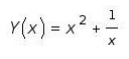 Y(x) = x² + 1/x